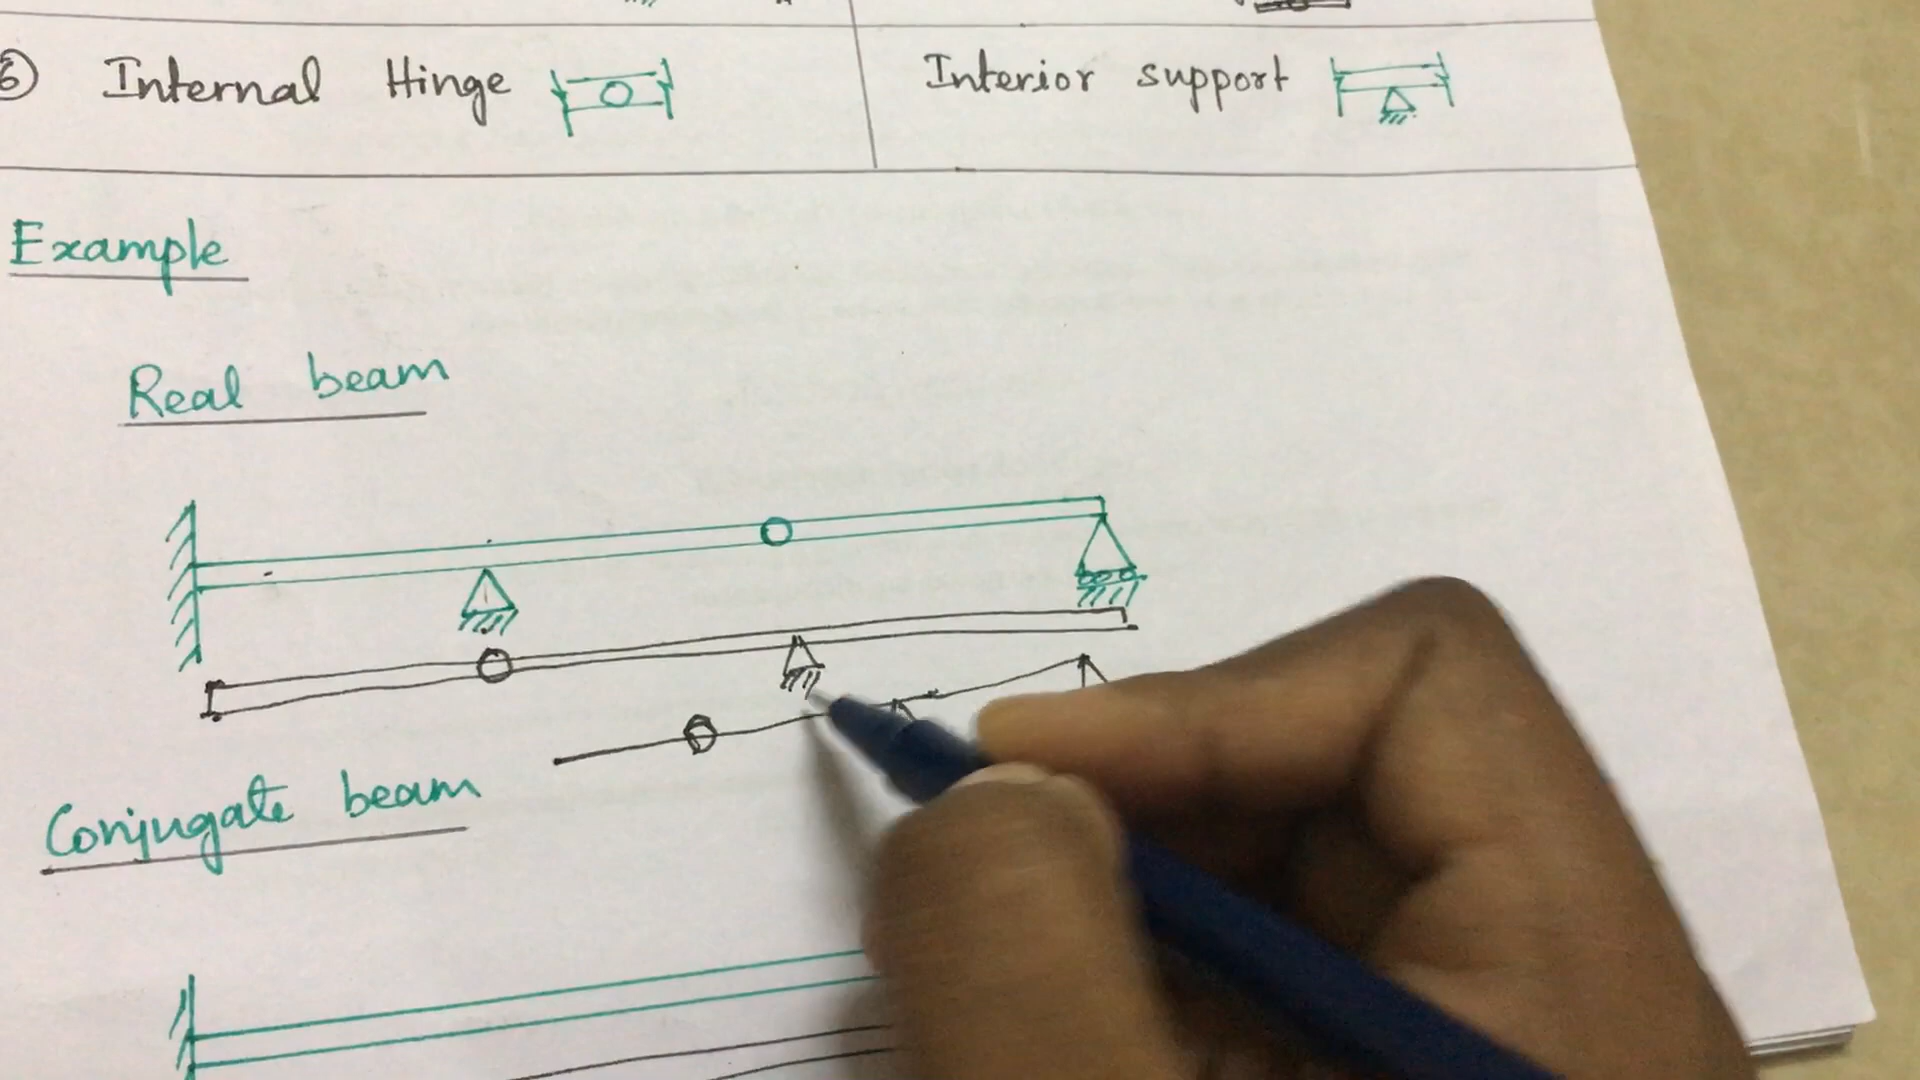 6 Internal Hinge Interior support
Example
Real beam
Conjugate beam